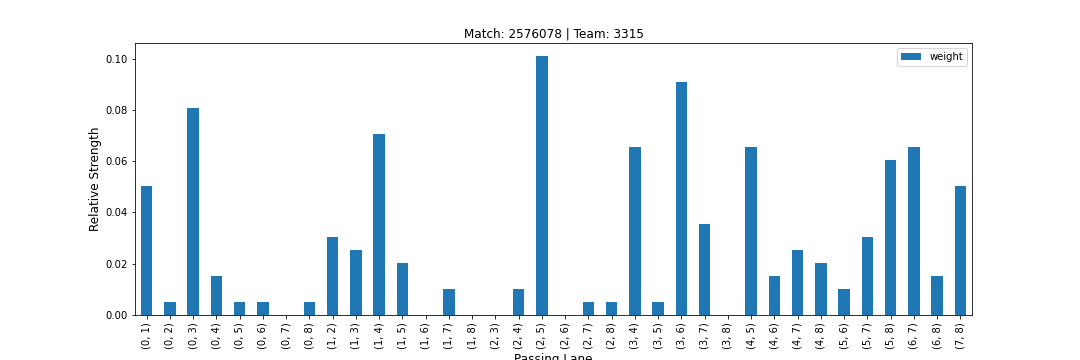 Match: 2576078 | Team: 3315
weight
Relative Strength
0.10
0.08
0.06
0.04
0.02
0.00
(0, 1) (0, 2) (0, 3) (0, 4) (0, 5) (0, 6) (0, 7) (0, 8) (1, 2) (1, 3) (1, 4) (1, 5) (1, 6) (1, 7) (1, 8) (2, 3) (2, 4) (2, 5) (2, 6) (2, 7) (2, 8) (3, 4) (3, 5) (3, 6) (3, 7) (3, 8) (4, 5) (4, 6) (4, 7) (4, 8) (5, 6) (5, 7) (5, 8) (6, 7) (6, 8) (7, 8)
Passing Lane